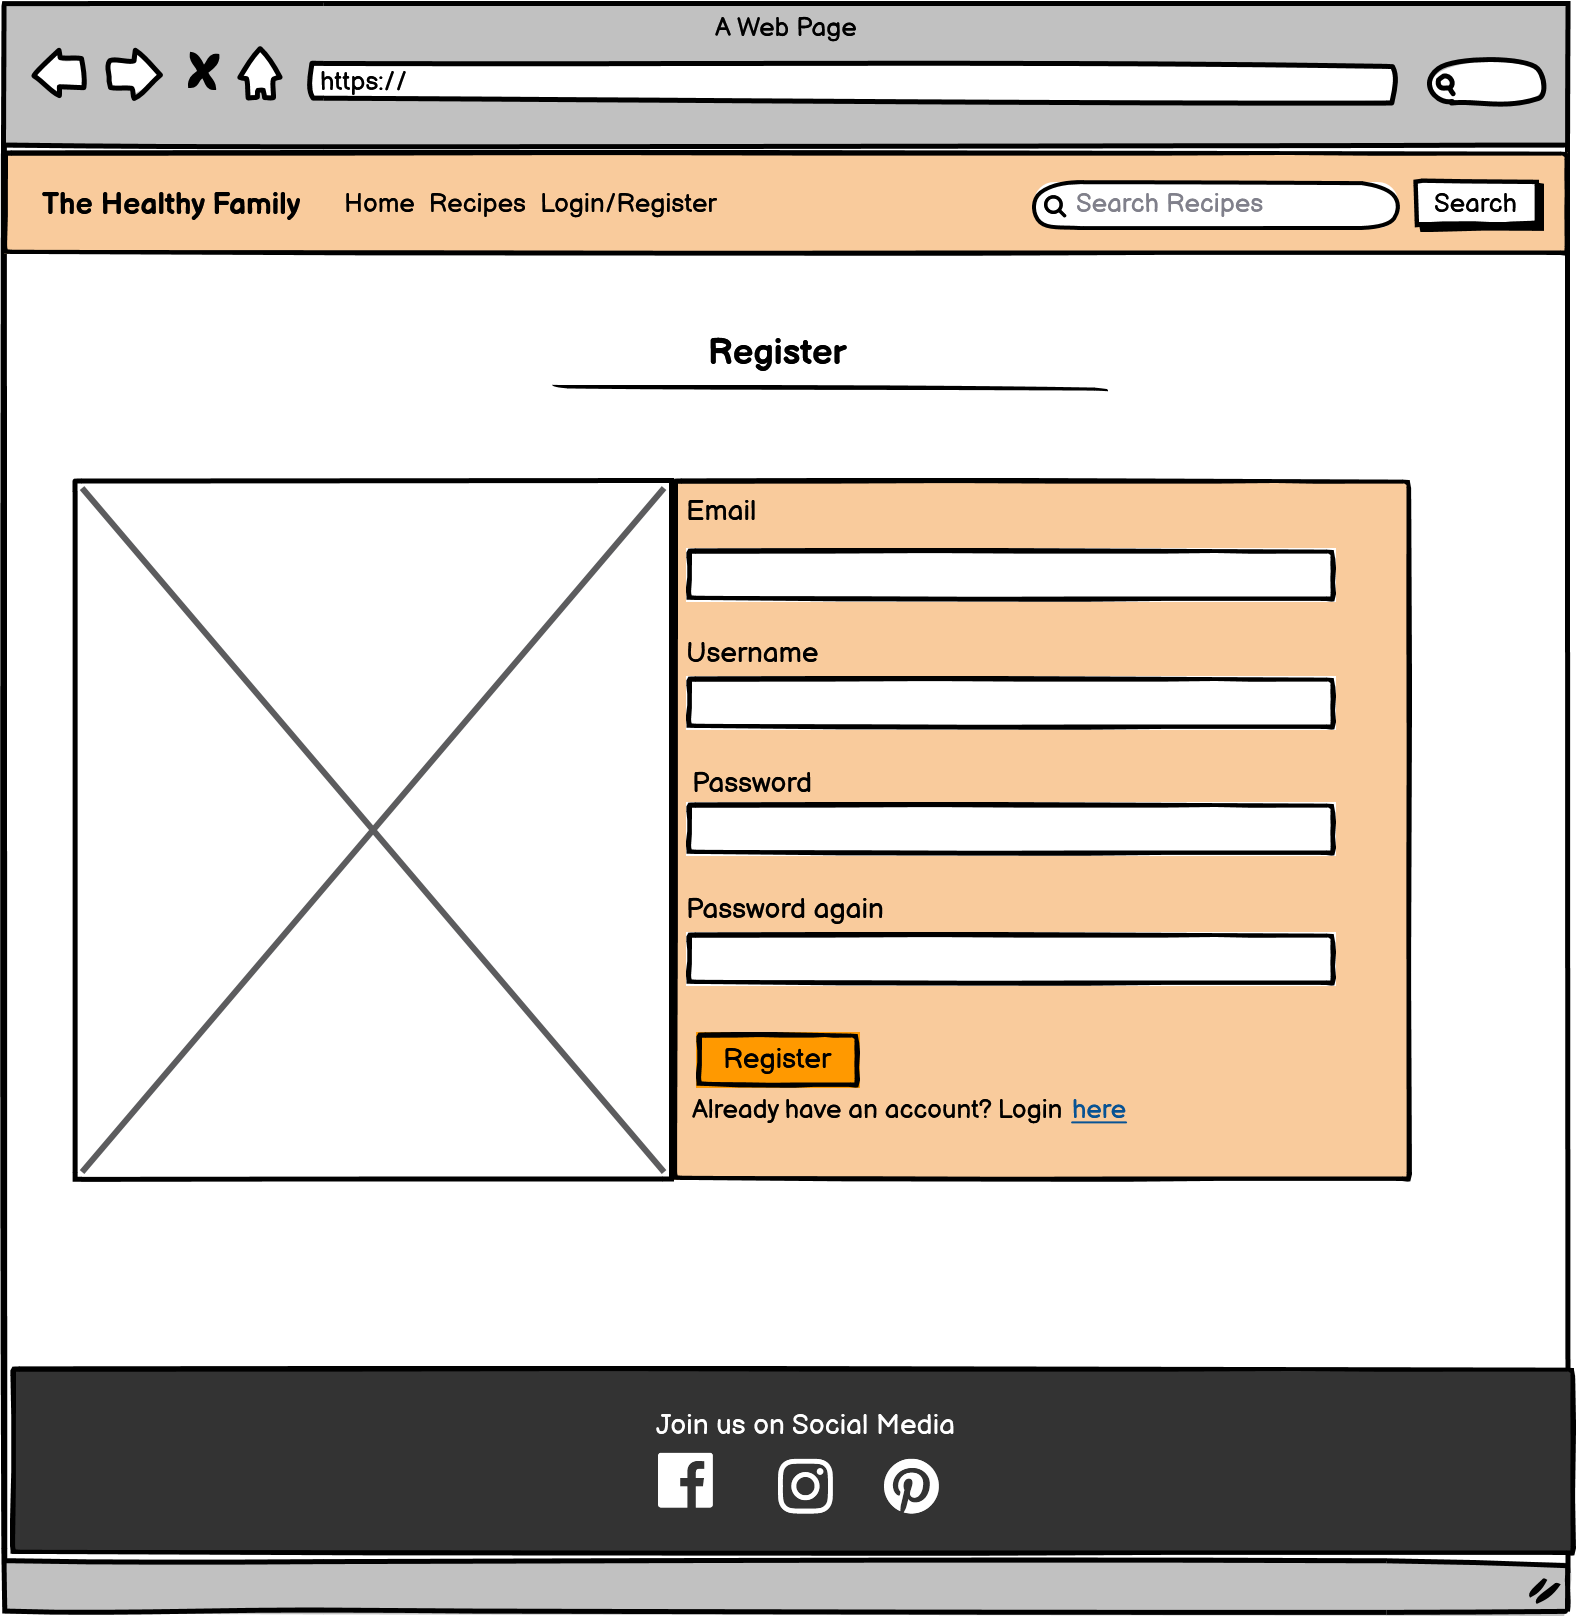 A Web Page
https://
The Healthy Family Home Recipes Login/Register Search Recipes Search
Register
Email
Username
Password
Password again
Register
Already have an account? Login here
Join us on Social Media